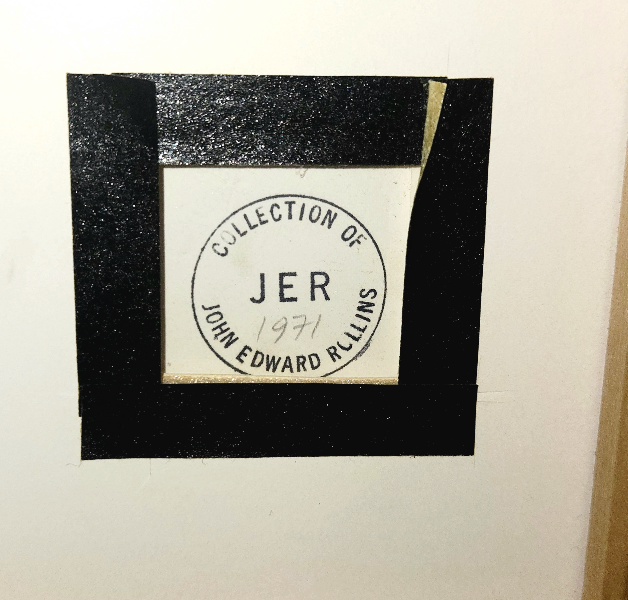 COLLECTION OF
JER
1971
JOHN EDWARD ROLLINS